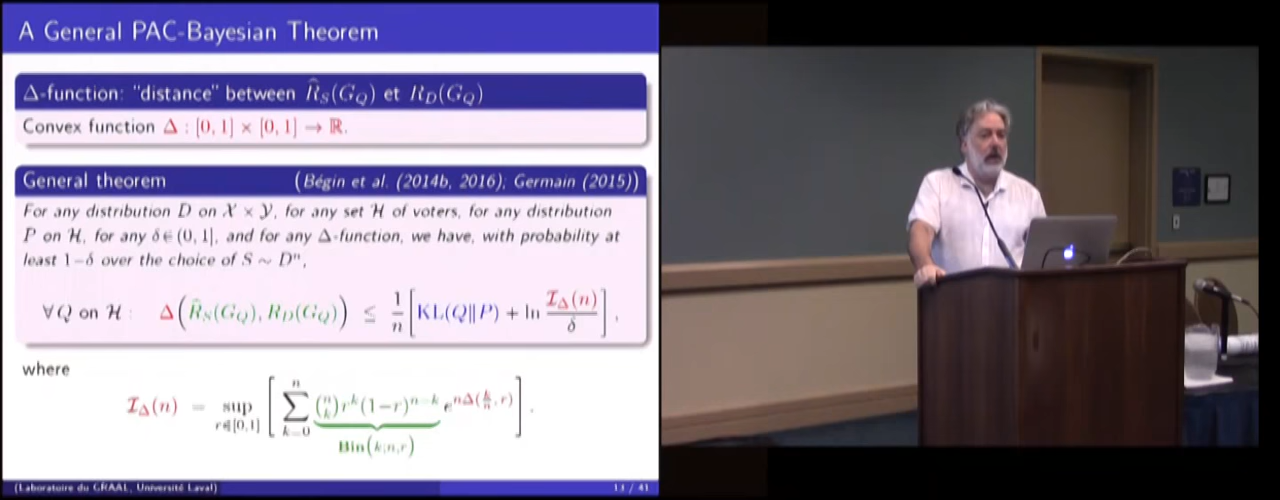 A General PAC-Bayesian Theorem
Δ-function: "distance" between R̂_S(G_Q) et R_D(G_Q)
Convex function Δ : [0, 1] × [0, 1] → ℝ.
General theorem (Bégin et al. (2014b, 2016); Germain (2015))
For any distribution D on X × Y, for any set H of voters, for any distribution
P on H, for any δ∈(0, 1], and for any Δ-function, we have, with probability at
least 1−δ over the choice of S ∼ Dⁿ,
∀ Q on H : Δ(R̂_S(G_Q), R_D(G_Q)) ≤ 1/n [KL(Q‖P) + ln I_Δ(n)/δ],
where
I_Δ(n) = sup_{r∈[0,1]} [∑_{k=0}^{n} (n k) r^k(1−r)^{n−k} e^{nΔ(k/n, r)}].
Bin(k;n,r)
(Laboratoire du GRAAL, Université Laval) 13 / 41